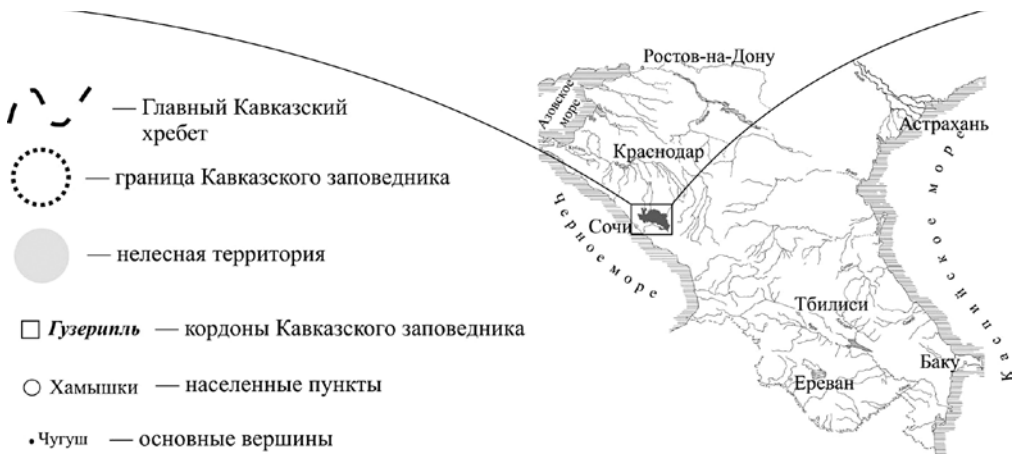 — Главный Кавказский
хребет
— граница Кавказского заповедника
— нелесная территория
Гузерипль — кордоны Кавказского заповедника
Хамышки — населенные пункты
Чугуш — основные вершины
Ростов-на-Дону
Азовское
море
Астрахань
Краснодар
Сочи
Черное море
Каспийское море
Тбилиси
Баку
Ереван